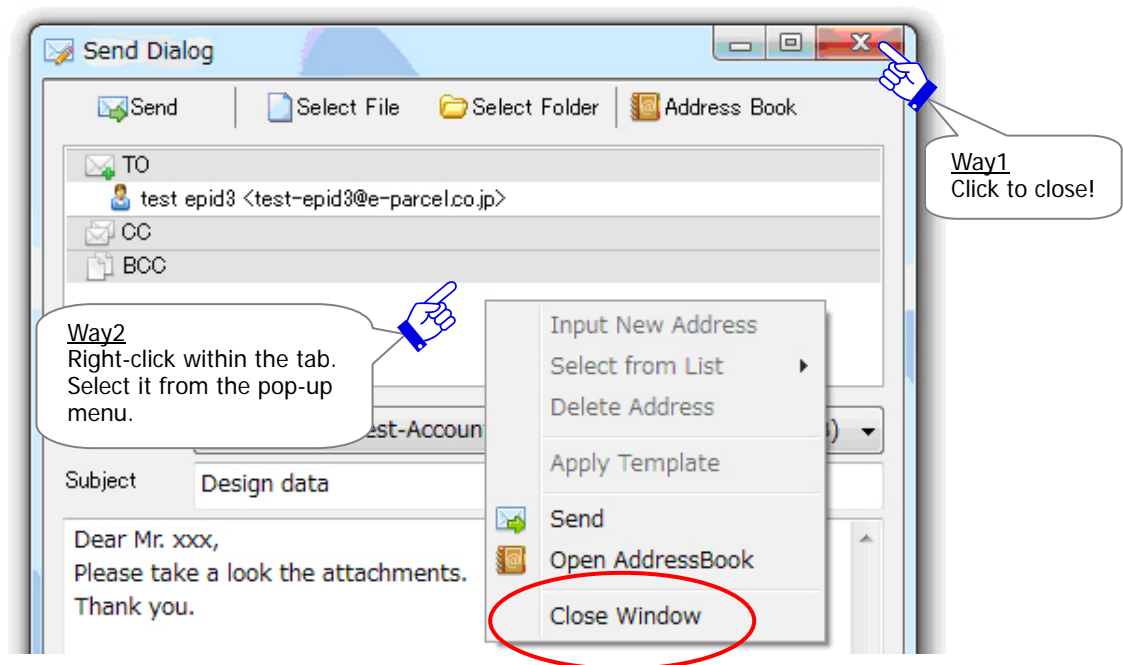 Send Dialog
Send Select File Select Folder Address Book
TO
test epid3 <test-epid3@e-parcel.co.jp>
CC
BCC
Way1
Click to close!
Way2
Right-click within the tab.
Select it from the pop-up
menu.
Input New Address
Select from List
Delete Address
Apply Template
Send
Open AddressBook
Close Window
Subject Design data
Dear Mr. xxx,
Please take a look the attachments.
Thank you.